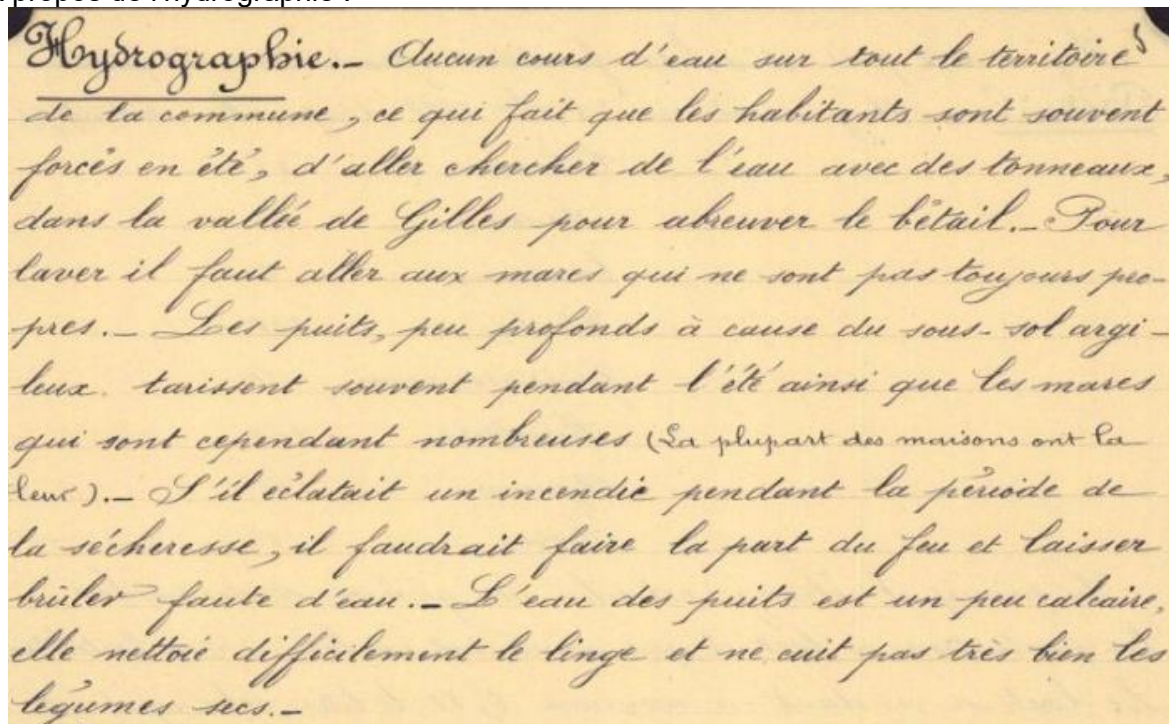 propos de l'hydrographie :
Hydrographie.- Aucun cours d'eau sur tout le territoire 5
de la commune, ce qui fait que les habitants sont souvent
forcés en été, d'aller chercher de l'eau avec des tonneaux,
dans la vallée de Gilles pour abreuver le bétail.- Pour
laver il faut aller aux mares qui ne sont pas toujours pro-
pres.- Les puits, peu profonds à cause du sous-sol argi-
leux. tarissent souvent pendant l'été ainsi que les mares
qui sont cependant nombreuses (La plupart des maisons ont la
leur).- S'il éclatait un incendie pendant la période de
la sécheresse, il faudrait faire la part du feu et laisser
brûler faute d'eau.- L'eau des puits est un peu calcaire,
elle nettoie difficilement le linge et ne cuit pas très bien les
légumes secs.-